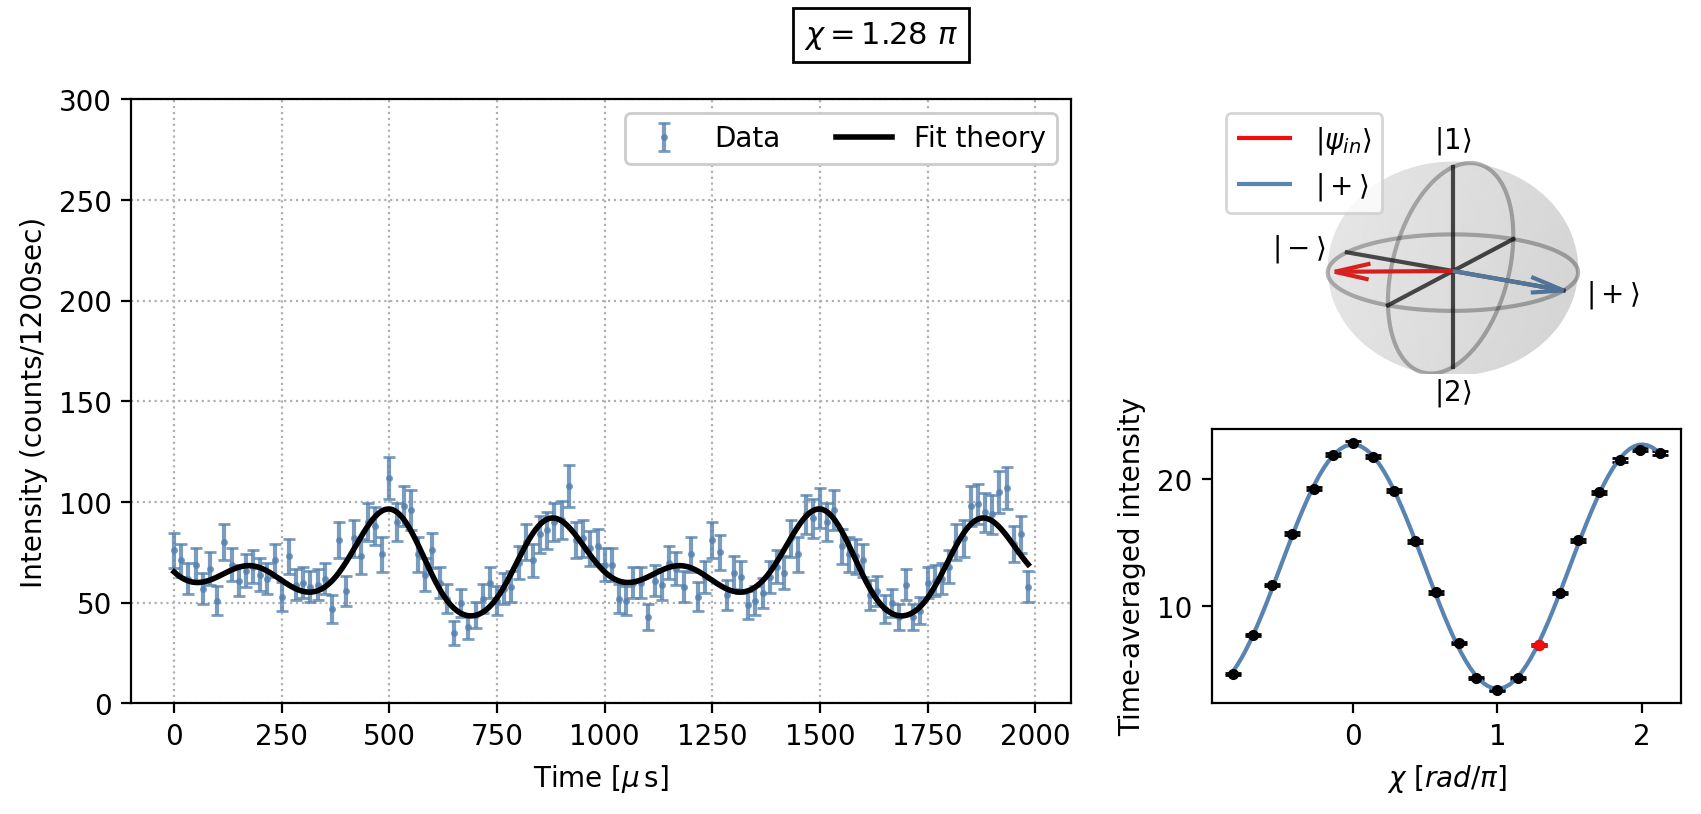 χ = 1.28 π
Intensity (counts/1200sec)
300
250
200
150
100
50
0
0 250 500 750 1000 1250 1500 1750 2000
Time [μ s]
Data
Fit theory
|ψin⟩
|+⟩
|1⟩
|−⟩
|+⟩
|2⟩
Time-averaged intensity
20
10
0 1 2
χ [rad/π]